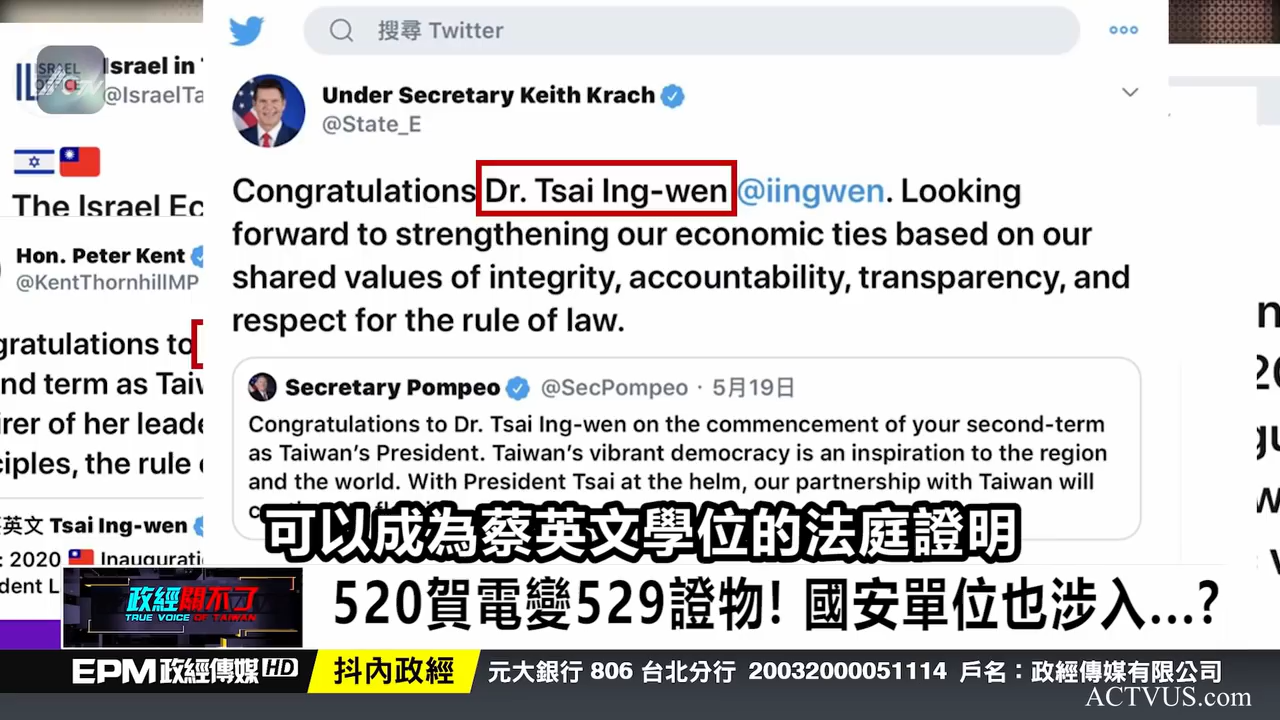 搜尋 Twitter
Under Secretary Keith Krach
@State_E
Congratulations Dr. Tsai Ing-wen @iingwen. Looking
forward to strengthening our economic ties based on our
shared values of integrity, accountability, transparency, and
respect for the rule of law.
Secretary Pompeo @SecPompeo · 5月19日
Congratulations to Dr. Tsai Ing-wen on the commencement of your second-term
as Taiwan's President. Taiwan's vibrant democracy is an inspiration to the region
and the world. With President Tsai at the helm, our partnership with Taiwan will
ISRAEL
OFFICE
Israel in
@IsraelTa
The Israel Ec
Hon. Peter Kent
@KentThornhillMP
gratulations to
nd term as Taiw
irer of her leade
ciples, the rule
蔡英文 Tsai Ing-wen
: 2020 Inauguratio
dent L
可以成為蔡英文學位的法庭證明
政經關不了
TRUE VOICE OF TAIWAN
520賀電變529證物! 國安單位也涉入...?
EPM政經傳媒HD
抖內政經
元大銀行 806 台北分行 20032000051114 戶名：政經傳媒有限公司
ACTVUS.com